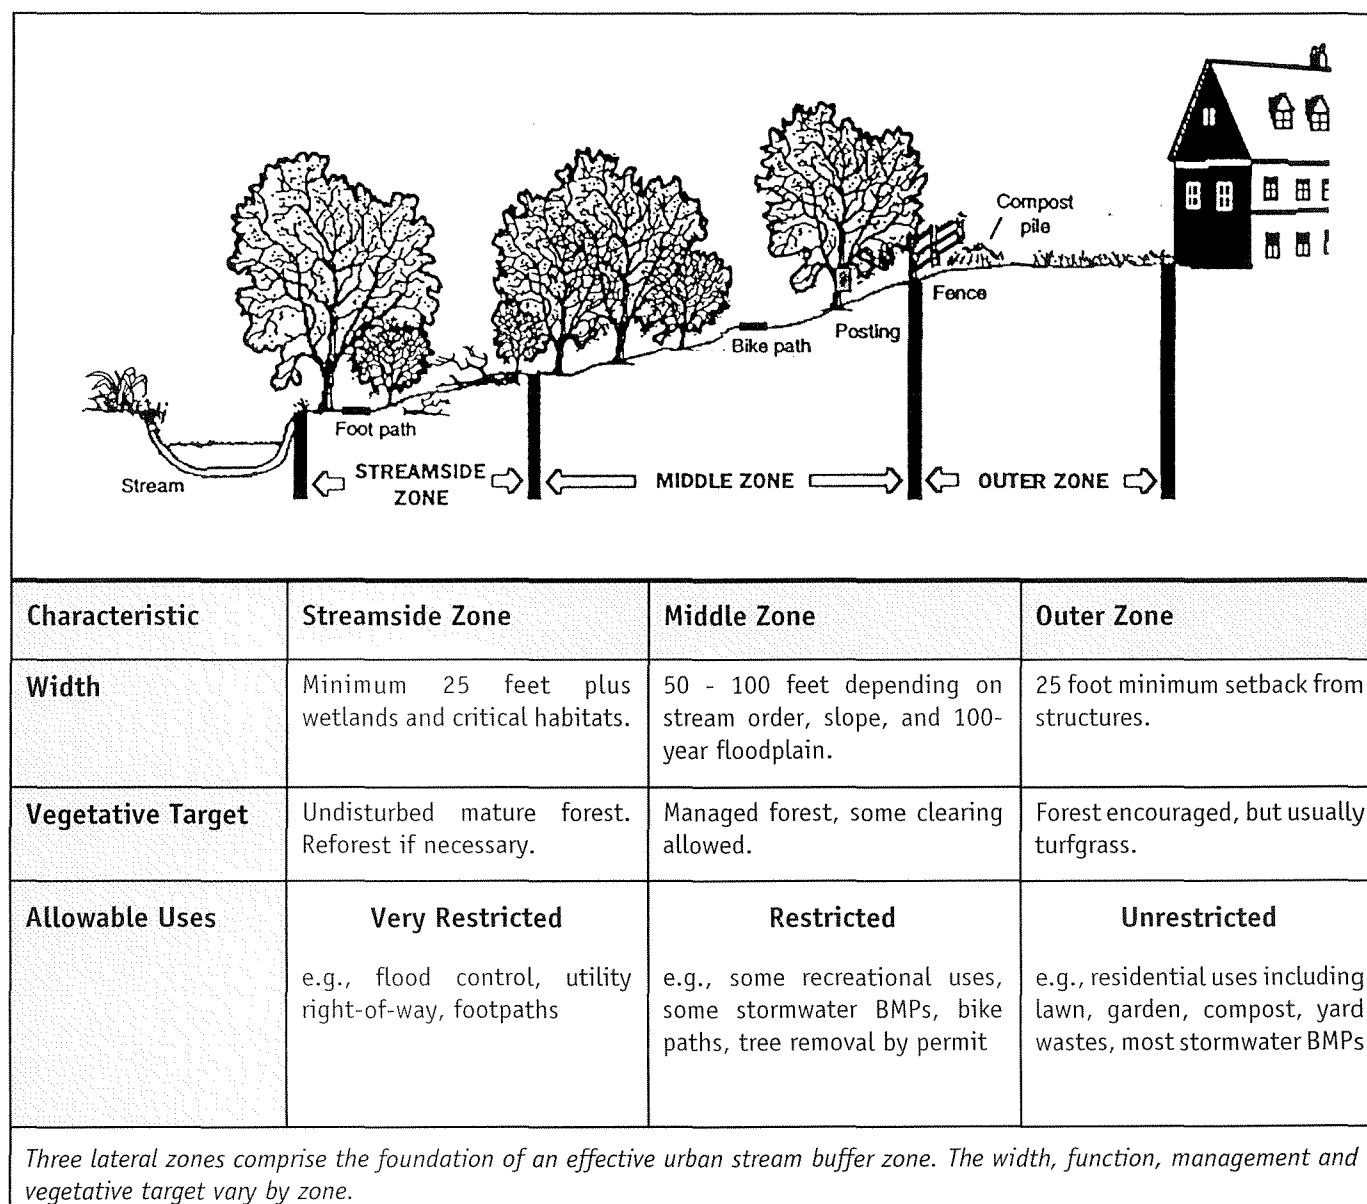 Compost
pile
Fence
Posting
Bike path
Foot path
Stream
STREAMSIDE
ZONE
MIDDLE ZONE
OUTER ZONE
Characteristic
Streamside Zone
Middle Zone
Outer Zone
Width
Minimum 25 feet plus
wetlands and critical habitats.
50 - 100 feet depending on
stream order, slope, and 100-
year floodplain.
25 foot minimum setback from
structures.
Vegetative Target
Undisturbed mature forest.
Reforest if necessary.
Managed forest, some clearing
allowed.
Forest encouraged, but usually
turfgrass.
Allowable Uses
Very Restricted
e.g., flood control, utility
right-of-way, footpaths
Restricted
e.g., some recreational uses,
some stormwater BMPs, bike
paths, tree removal by permit
Unrestricted
e.g., residential uses including
lawn, garden, compost, yard
wastes, most stormwater BMPs
Three lateral zones comprise the foundation of an effective urban stream buffer zone. The width, function, management and
vegetative target vary by zone.